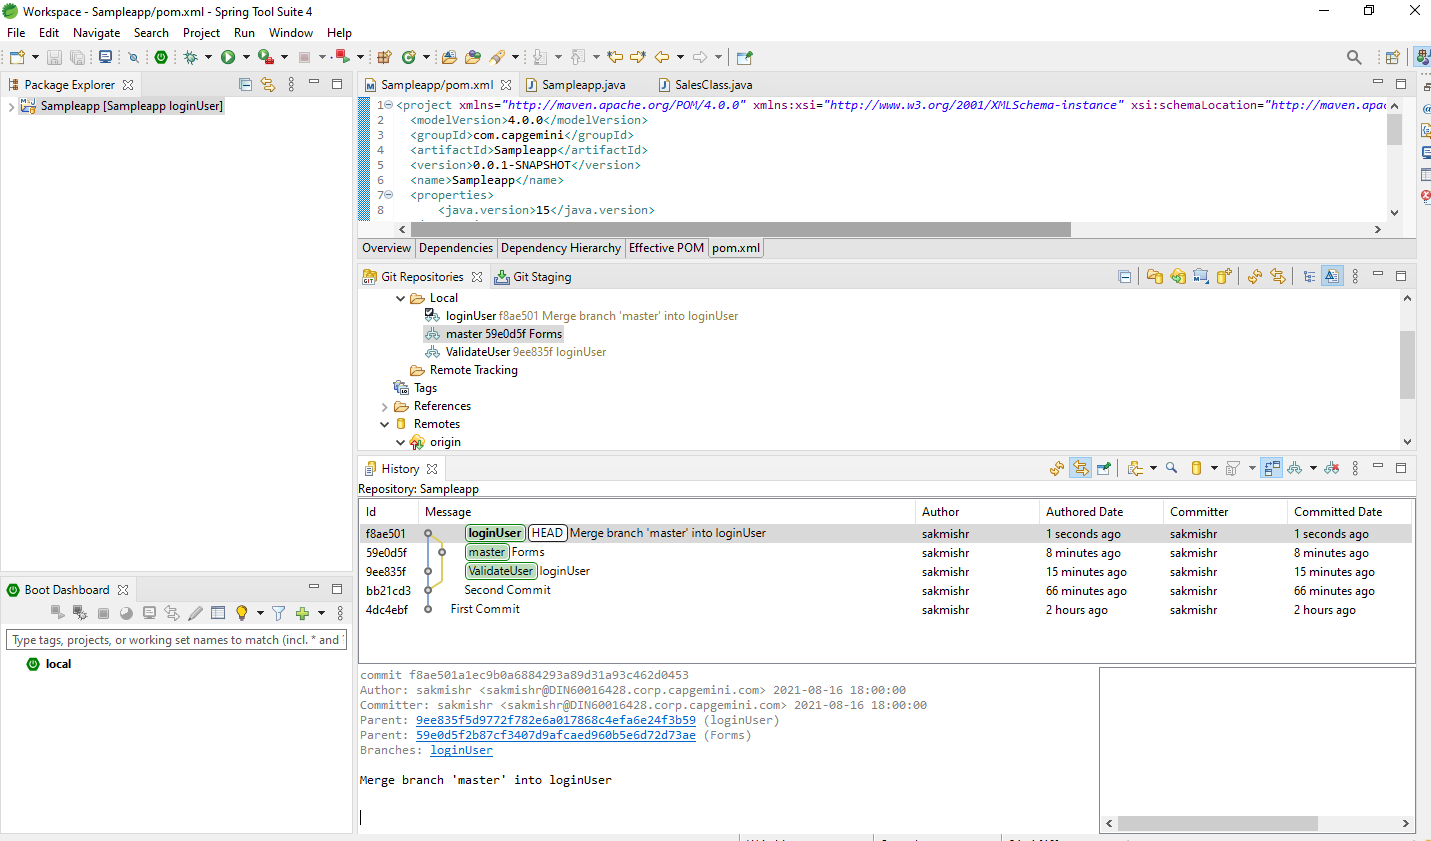 Workspace - Sampleapp/pom.xml - Spring Tool Suite 4
File Edit Navigate Search Project Run Window Help
Package Explorer
Sampleapp [Sampleapp loginUser]
Sampleapp/pom.xml Sampleapp.java SalesClass.java
1 <project xmlns="http://maven.apache.org/POM/4.0.0" xmlns:xsi="http://www.w3.org/2001/XMLSchema-instance" xsi:schemaLocation="http://maven.apac
2 <modelVersion>4.0.0</modelVersion>
3 <groupId>com.capgemini</groupId>
4 <artifactId>Sampleapp</artifactId>
5 <version>0.0.1-SNAPSHOT</version>
6 <name>Sampleapp</name>
7 <properties>
8 <java.version>15</java.version>
Overview Dependencies Dependency Hierarchy Effective POM pom.xml
Git Repositories Git Staging
Local
loginUser f8ae501 Merge branch 'master' into loginUser
master 59e0d5f Forms
ValidateUser 9ee835f loginUser
Remote Tracking
Tags
References
Remotes
origin
History
Repository: Sampleapp
Id Message Author Authored Date Committer Committed Date
f8ae501 loginUser HEAD Merge branch 'master' into loginUser sakmishr 1 seconds ago sakmishr 1 seconds ago
59e0d5f master Forms sakmishr 8 minutes ago sakmishr 8 minutes ago
9ee835f ValidateUser loginUser sakmishr 15 minutes ago sakmishr 15 minutes ago
bb21cd3 Second Commit sakmishr 66 minutes ago sakmishr 66 minutes ago
4dc4ebf First Commit sakmishr 2 hours ago sakmishr 2 hours ago
commit f8ae501a1ec9b0a6884293a89d31a93c462d0453
Author: sakmishr <sakmishr@DIN60016428.corp.capgemini.com> 2021-08-16 18:00:00
Committer: sakmishr <sakmishr@DIN60016428.corp.capgemini.com> 2021-08-16 18:00:00
Parent: 9ee835f5d9772f782e6a017868c4efa6e24f3b59 (loginUser)
Parent: 59e0d5f2b87cf3407d9afcaed960b5e6d72d73ae (Forms)
Branches: loginUser
Merge branch 'master' into loginUser
Boot Dashboard
Type tags, projects, or working set names to match (incl. * and
local